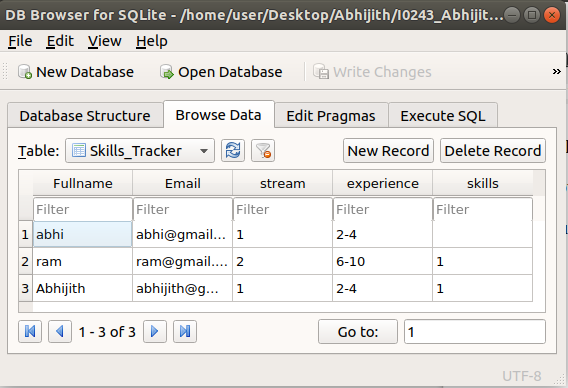 DB Browser for SQLite - /home/user/Desktop/Abhijith/I0243_Abhijit...
File Edit View Help
New Database Open Database Write Changes »
Database Structure Browse Data Edit Pragmas Execute SQL
Table: Skills_Tracker New Record Delete Record
Fullname Email stream experience skills
Filter Filter Filter Filter Filter
1 abhi abhi@gmail.... 1 2-4
2 ram ram@gmail.... 2 6-10 1
3 Abhijith abhijith@g... 1 2-4 1
1 - 3 of 3 Go to: 1
UTF-8